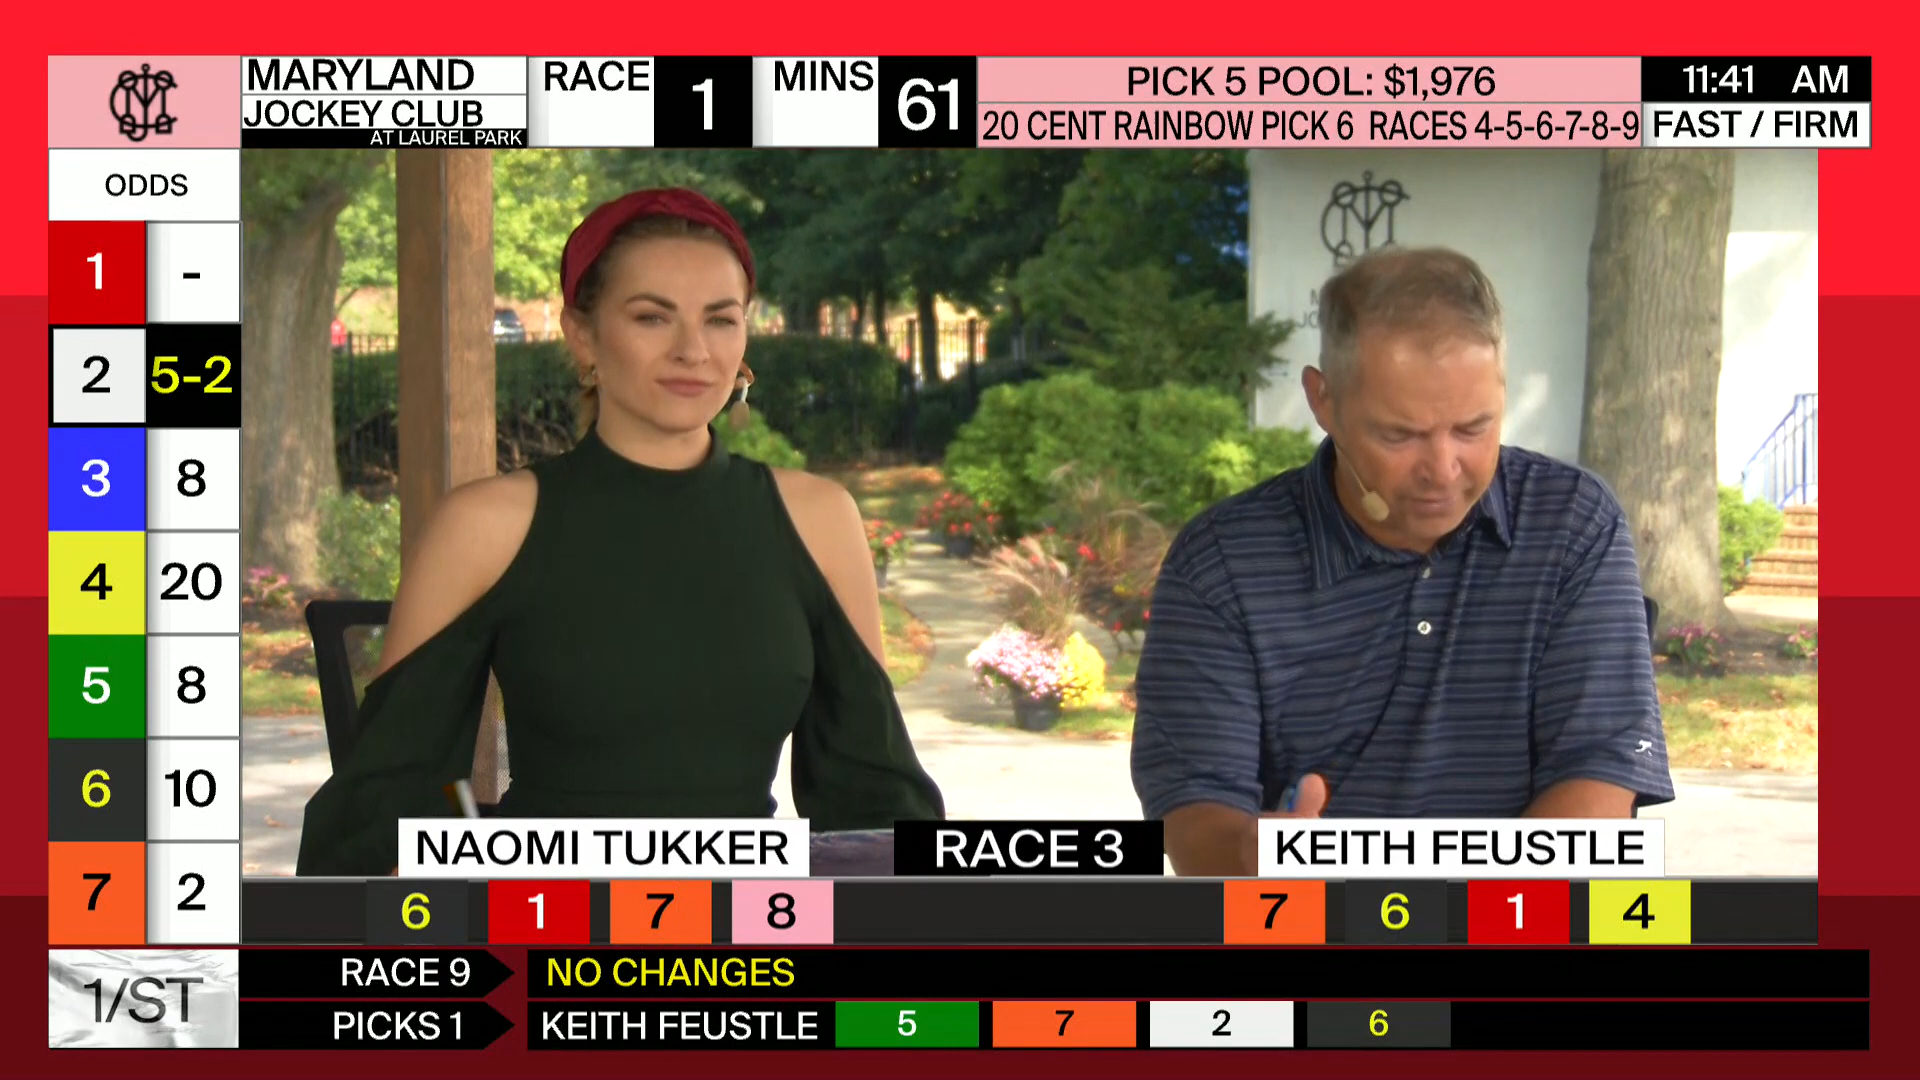 MARYLAND
JOCKEY CLUB
AT LAUREL PARK
RACE 1
MINS 61
PICK 5 POOL: $1,976
20 CENT RAINBOW PICK 6 RACES 4-5-6-7-8-9
11:41 AM
FAST / FIRM
ODDS
1 -
2 5-2
3 8
4 20
5 8
6 10
7 2
NAOMI TUKKER
RACE 3
KEITH FEUSTLE
6 1 7 8
7 6 1 4
1/ST
RACE 9 NO CHANGES
PICKS 1 KEITH FEUSTLE 5 7 2 6